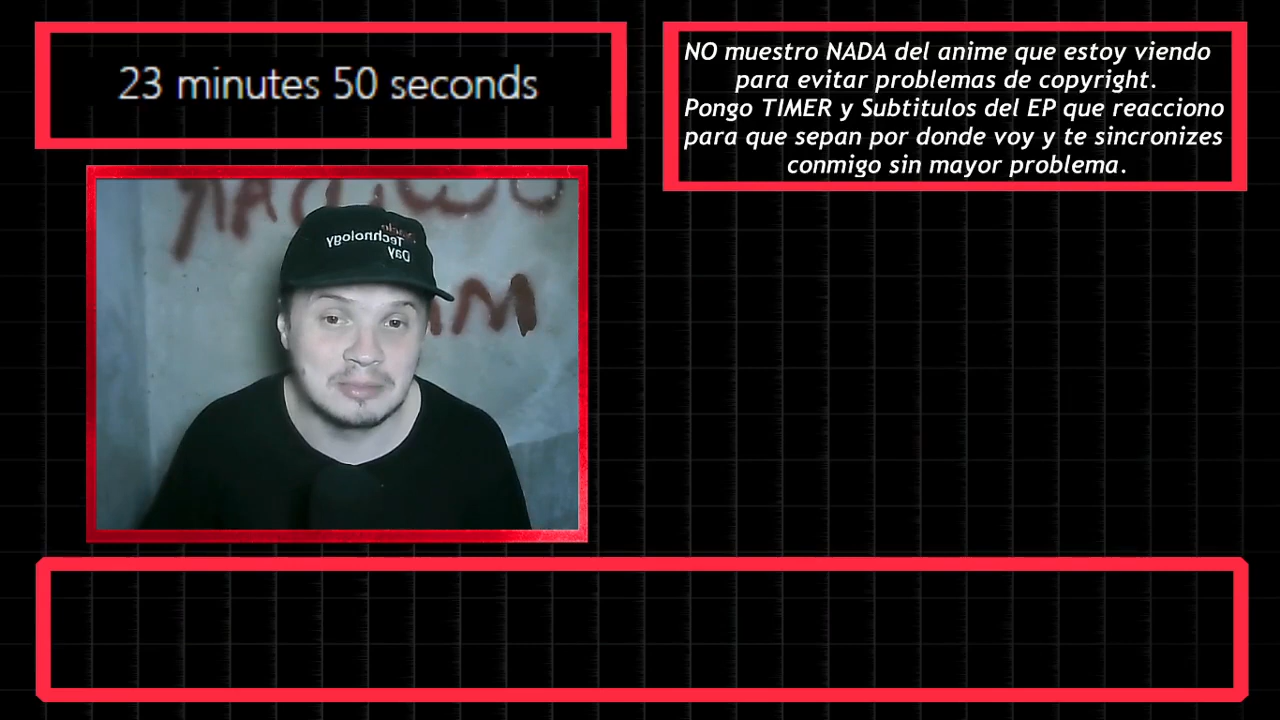 23 minutes 50 seconds
NO muestro NADA del anime que estoy viendo
para evitar problemas de copyright.
Pongo TIMER y Subtitulos del EP que reacciono
para que sepan por donde voy y te sincronizes
conmigo sin mayor problema.
Technology
Day